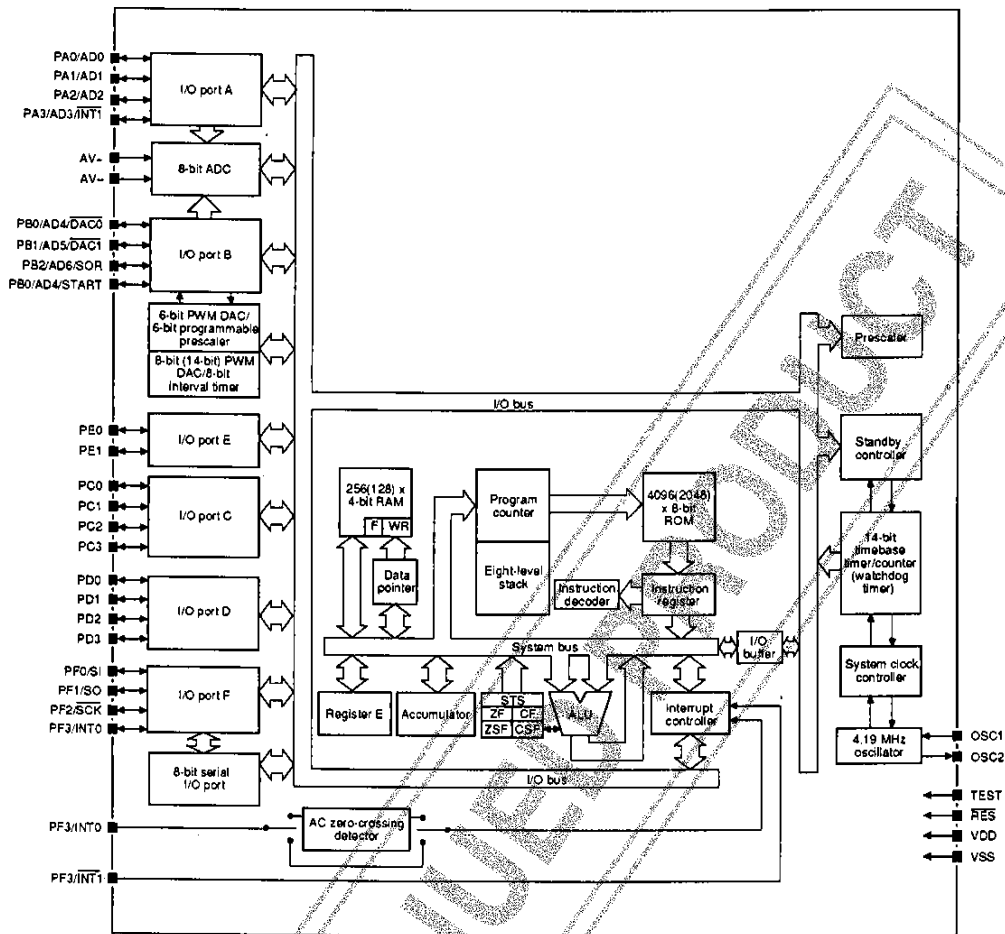 PA0/AD0
PA1/AD1
PA2/AD2
PA3/AD3/INT1
I/O port A
AV+
AV−
8-bit ADC
PB0/AD4/DAC0
PB1/AD5/DAC1
PB2/AD6/SOR
PB0/AD4/START
I/O port B
6-bit PWM DAC/
6-bit programmable
prescaler
8-bit (14-bit) PWM
DAC/8-bit
interval timer
Prescaler
I/O bus
PE0
PE1
I/O port E
Standby
controller
PC0
PC1
PC2
PC3
I/O port C
256(128) x
4-bit RAM
F WR
Program
counter
4096(2048)
x 8-bit
ROM
14-bit
timebase
timer/counter
(watchdog
timer)
Data
pointer
Eight-level
stack
Instruction
decoder
Instruction
register
PD0
PD1
PD2
PD3
I/O port D
System bus
I/O
buffer
System clock
controller
PF0/SI
PF1/SO
PF2/SCK
PF3/INT0
I/O port F
Register E
Accumulator
STS
ZF CF
ZSF CSF
ALU
Interrupt
controller
4.19 MHz
oscillator
OSC1
OSC2
8-bit serial
I/O port
I/O bus
TEST
RES
VDD
VSS
PF3/INT0
AC zero-crossing
detector
PF3/INT1
UED PRODUCT